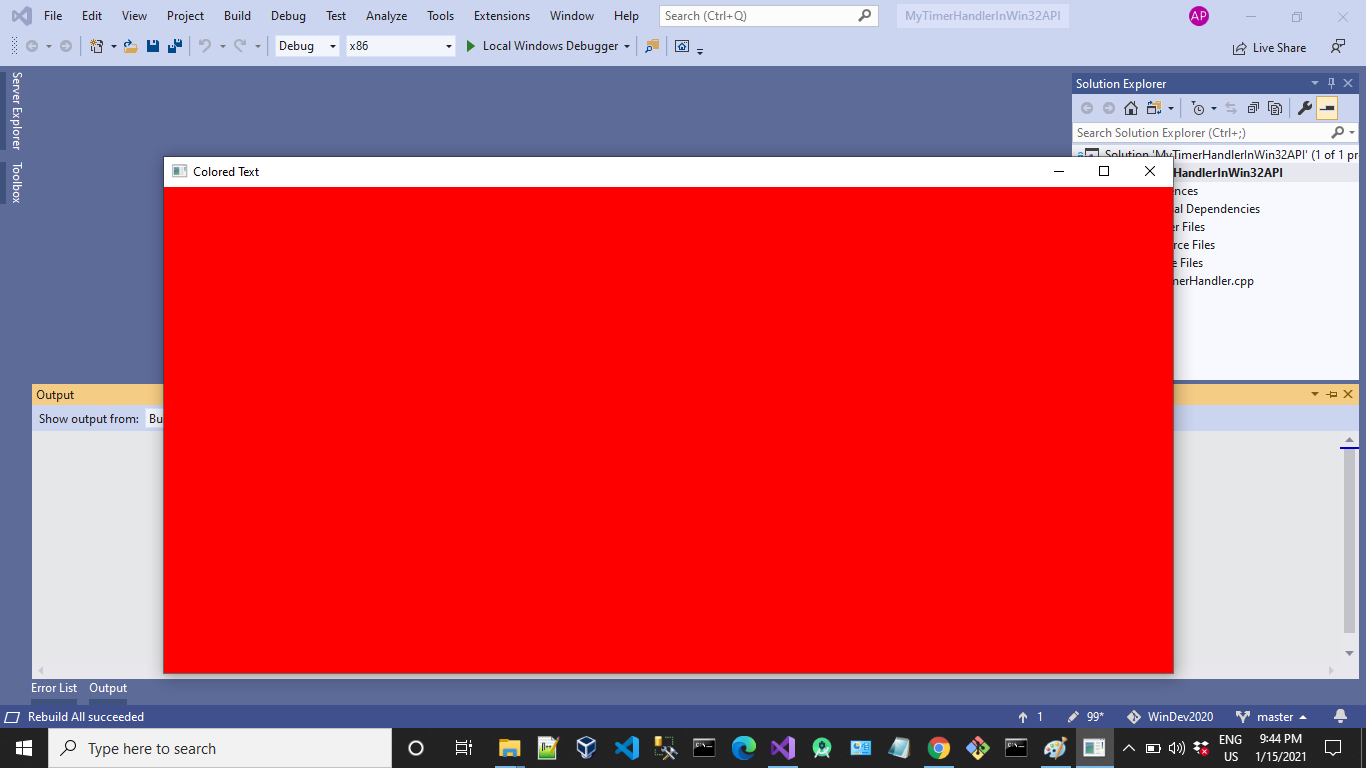 File Edit View Project Build Debug Test Analyze Tools Extensions Window Help Search (Ctrl+Q) MyTimerHandlerInWin32API AP
Debug x86 Local Windows Debugger Live Share
Server Explorer
Toolbox
Solution Explorer
Search Solution Explorer (Ctrl+;)
Solution 'MyTimerHandlerInWin32API' (1 of 1 pr
HandlerInWin32API
ences
al Dependencies
er Files
rce Files
e Files
merHandler.cpp
Colored Text
Output
Show output from: Bu
Error List Output
Rebuild All succeeded 1 99* WinDev2020 master
Type here to search
ENG
US
9:44 PM
1/15/2021